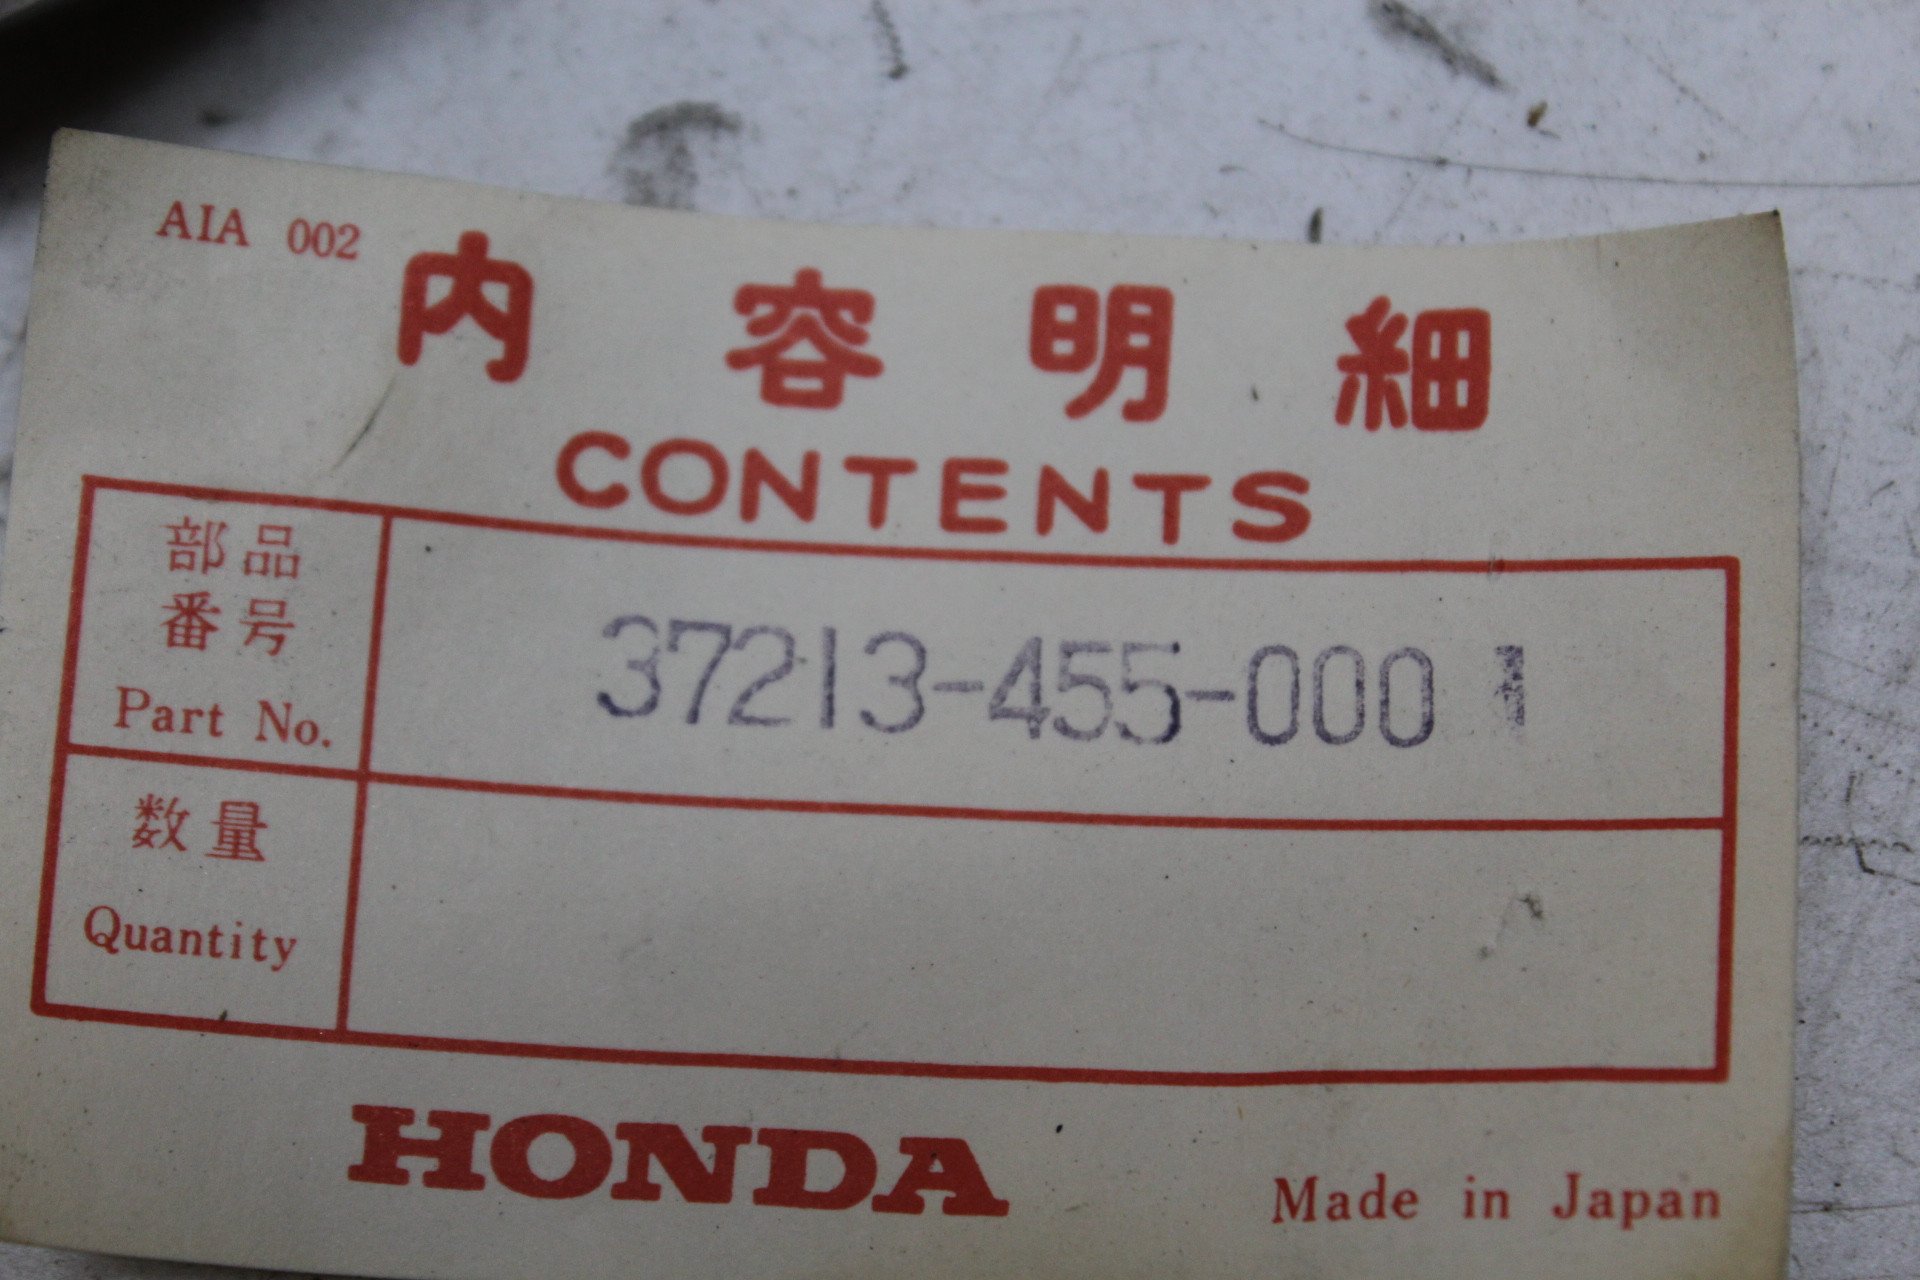 AIA 002
内容明細
CONTENTS
部品
番号
Part No.
37213-455-000 1
数量
Quantity
HONDA
Made in Japan